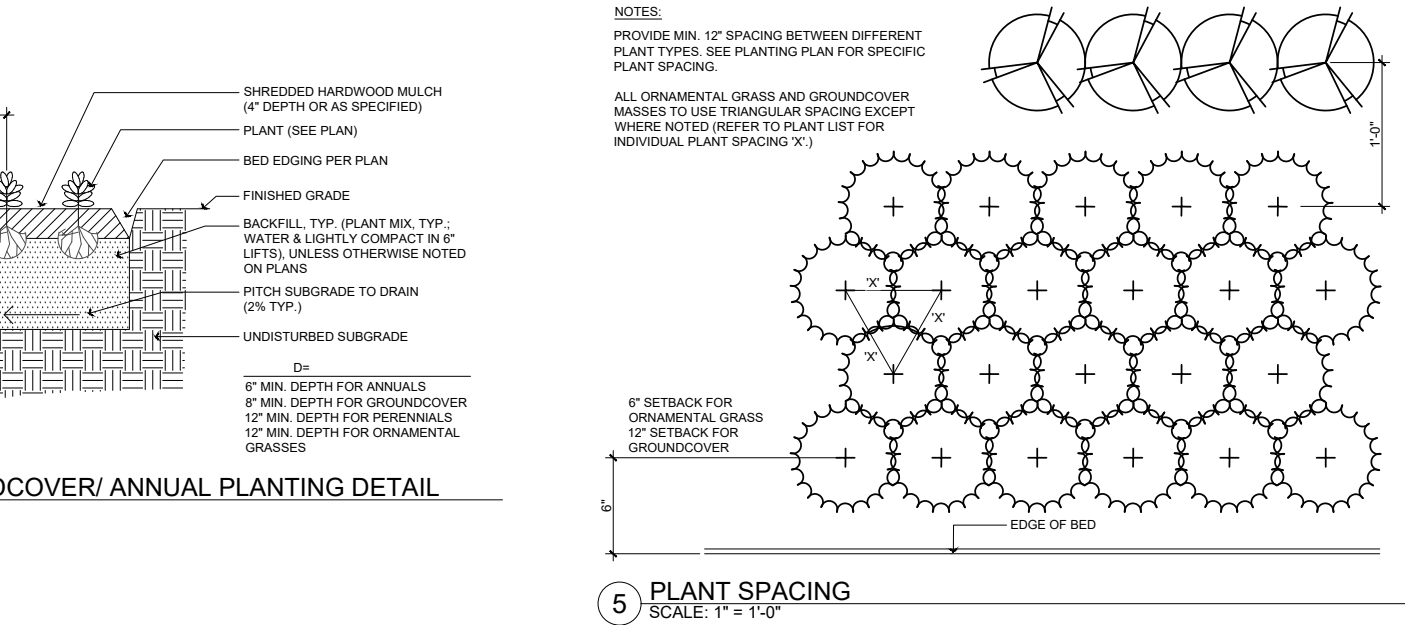 SHREDDED HARDWOOD MULCH
(4" DEPTH OR AS SPECIFIED)
PLANT (SEE PLAN)
BED EDGING PER PLAN
FINISHED GRADE
BACKFILL, TYP. (PLANT MIX, TYP.;
WATER & LIGHTLY COMPACT IN 6"
LIFTS), UNLESS OTHERWISE NOTED
ON PLANS
PITCH SUBGRADE TO DRAIN
(2% TYP.)
UNDISTURBED SUBGRADE
D=
6" MIN. DEPTH FOR ANNUALS
8" MIN. DEPTH FOR GROUNDCOVER
12" MIN. DEPTH FOR PERENNIALS
12" MIN. DEPTH FOR ORNAMENTAL
GRASSES
DCOVER/ ANNUAL PLANTING DETAIL
NOTES:
PROVIDE MIN. 12" SPACING BETWEEN DIFFERENT
PLANT TYPES. SEE PLANTING PLAN FOR SPECIFIC
PLANT SPACING.
ALL ORNAMENTAL GRASS AND GROUNDCOVER
MASSES TO USE TRIANGULAR SPACING EXCEPT
WHERE NOTED (REFER TO PLANT LIST FOR
INDIVIDUAL PLANT SPACING 'X'.)
1'-0"
'X'
'X'
'X'
6" SETBACK FOR
ORNAMENTAL GRASS
12" SETBACK FOR
GROUNDCOVER
6"
EDGE OF BED
5 PLANT SPACING
SCALE: 1" = 1'-0"